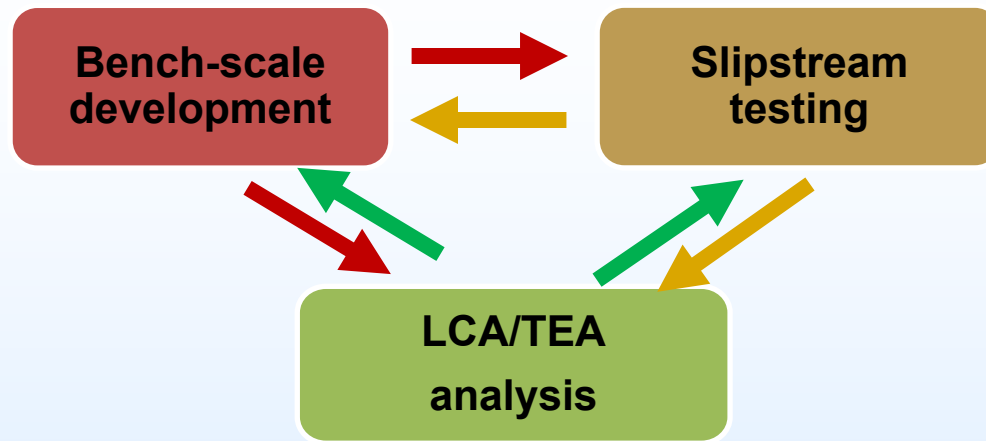 Bench-scale
development
Slipstream
testing
LCA/TEA
analysis